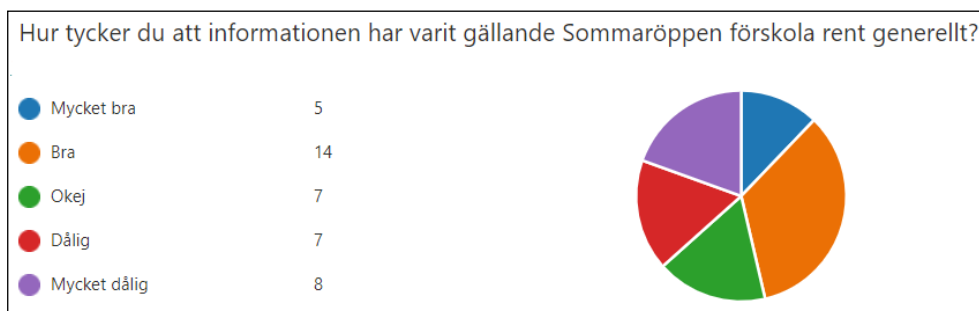 Hur tycker du att informationen har varit gällande Sommaröppen förskola rent generellt?
Mycket bra 5
Bra 14
Okej 7
Dålig 7
Mycket dålig 8